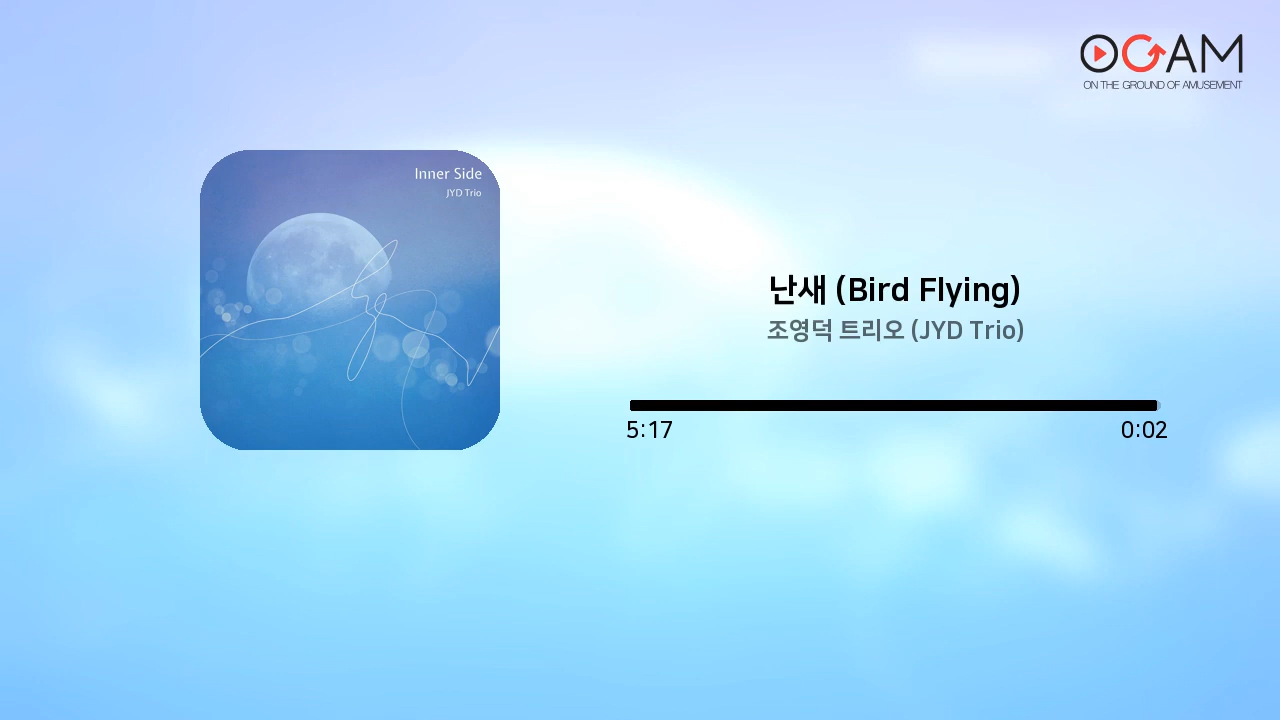 OGAM
ON THE GROUND OF AMUSEMENT
Inner Side
JYD Trio
난새 (Bird Flying)
조영덕 트리오 (JYD Trio)
5:17 0:02